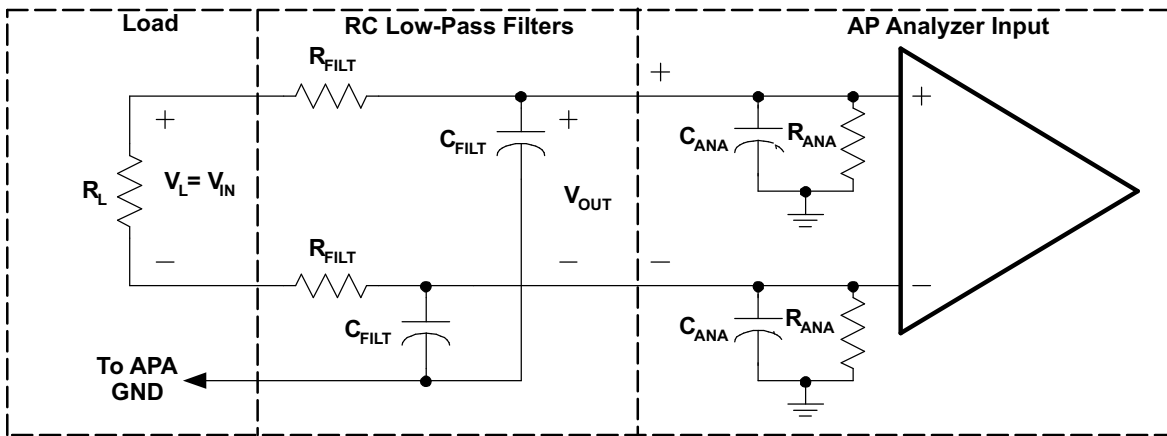 Load
RC Low-Pass Filters
AP Analyzer Input
R_FILT
+
+
+
C_FILT
C_ANA
R_ANA
R_L
V_L = V_IN
V_OUT
R_FILT
−
−
−
−
C_FILT
C_ANA
R_ANA
To APA
GND